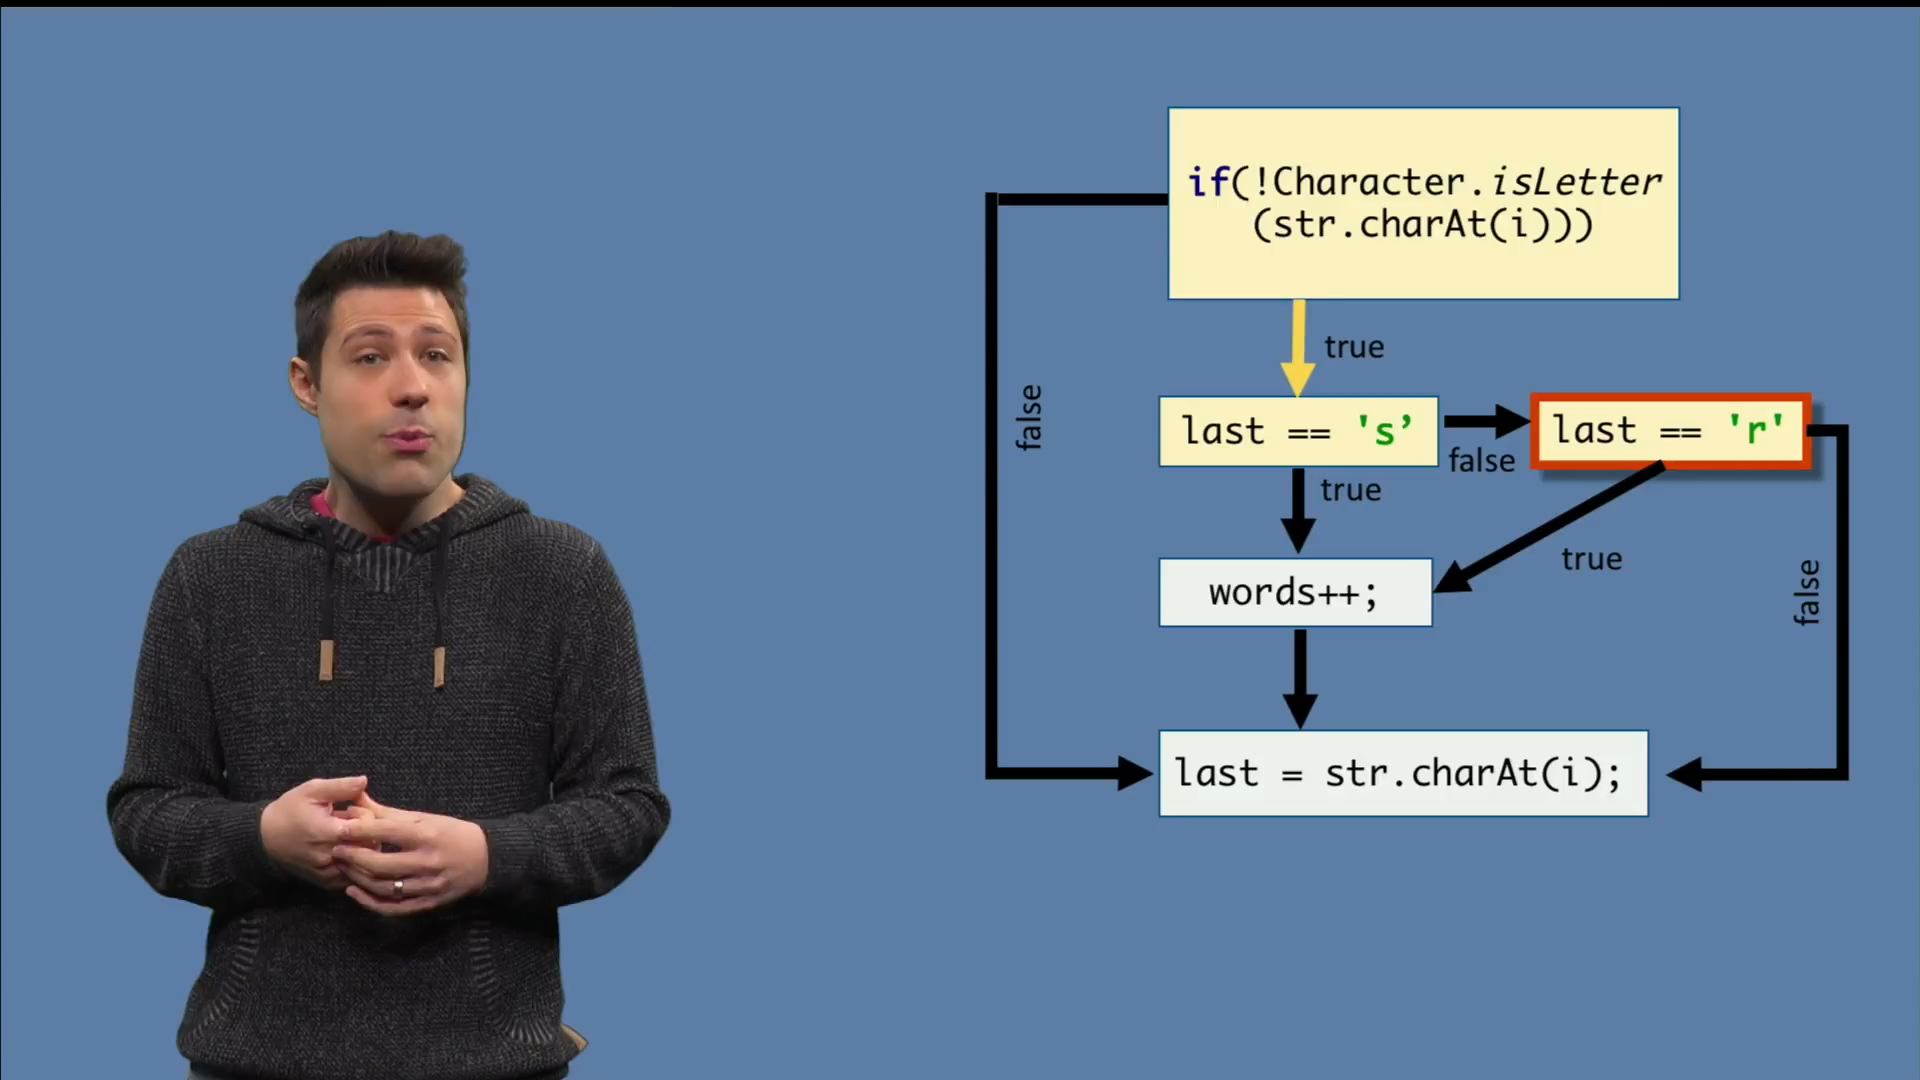 if(!Character.isLetter
(str.charAt(i)))
true
false
last == 's’
false
last == 'r'
true
true
false
words++;
last = str.charAt(i);